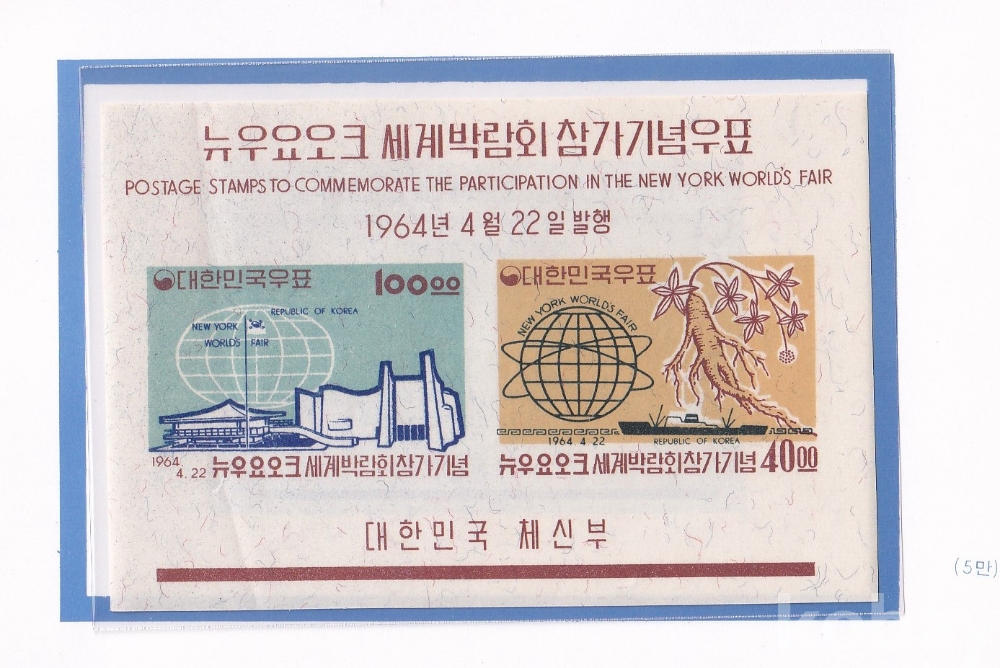 뉴우요오크 세계박람회 참가기념우표
POSTAGE STAMPS TO COMMEMORATE THE PARTICIPATION IN THE NEW YORK WORLD'S FAIR
1964년 4월 22일 발행
대한민국우표 10000
REPUBLIC OF KOREA
NEW YORK
WORLD'S FAIR
1964
4.22 뉴우요오크 세계박람회참가기념
대한민국우표
NEW YORK WORLD'S FAIR
1964 4 22
REPUBLIC OF KOREA
뉴우요오크 세계박람회참가기념 4000
대한민국 체신부
(5만)